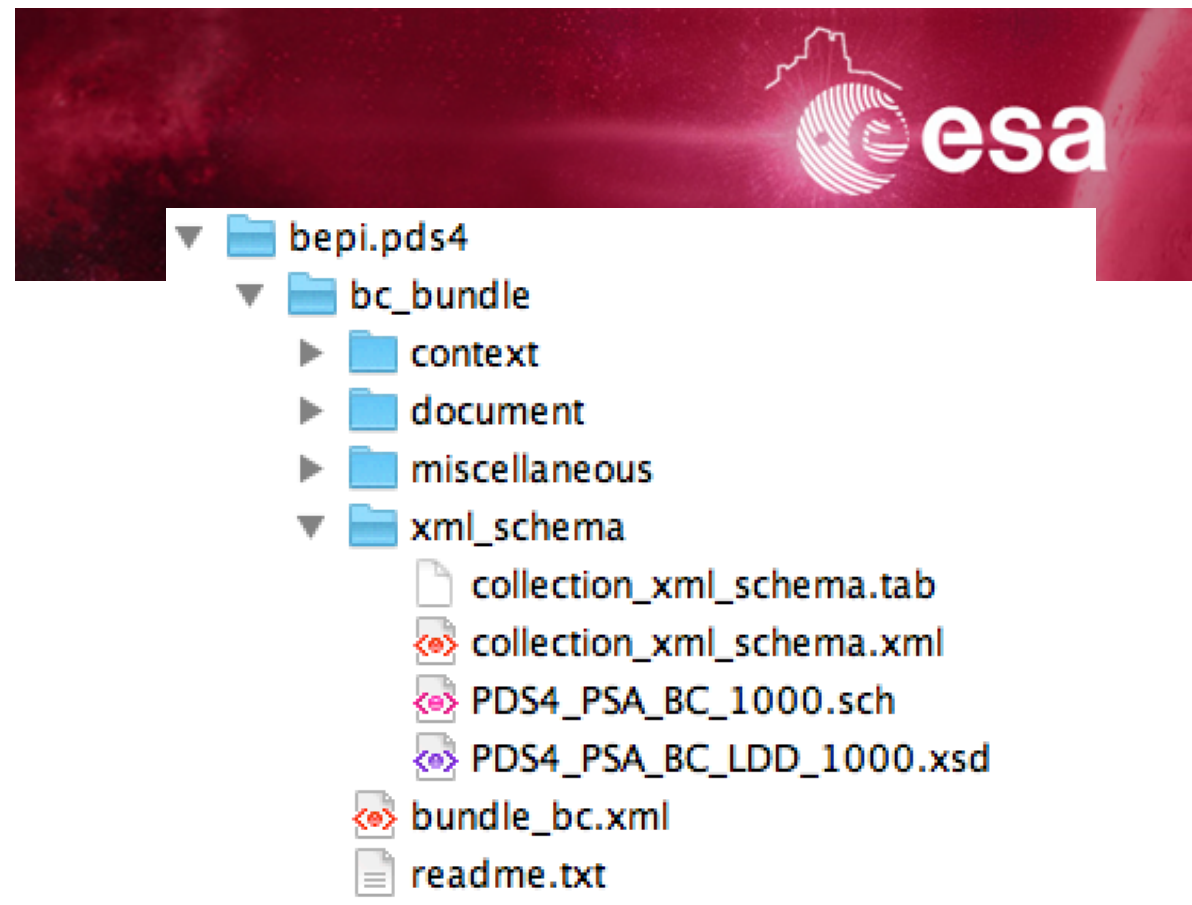 esa
bepi.pds4
bc_bundle
context
document
miscellaneous
xml_schema
collection_xml_schema.tab
collection_xml_schema.xml
PDS4_PSA_BC_1000.sch
PDS4_PSA_BC_LDD_1000.xsd
bundle_bc.xml
readme.txt